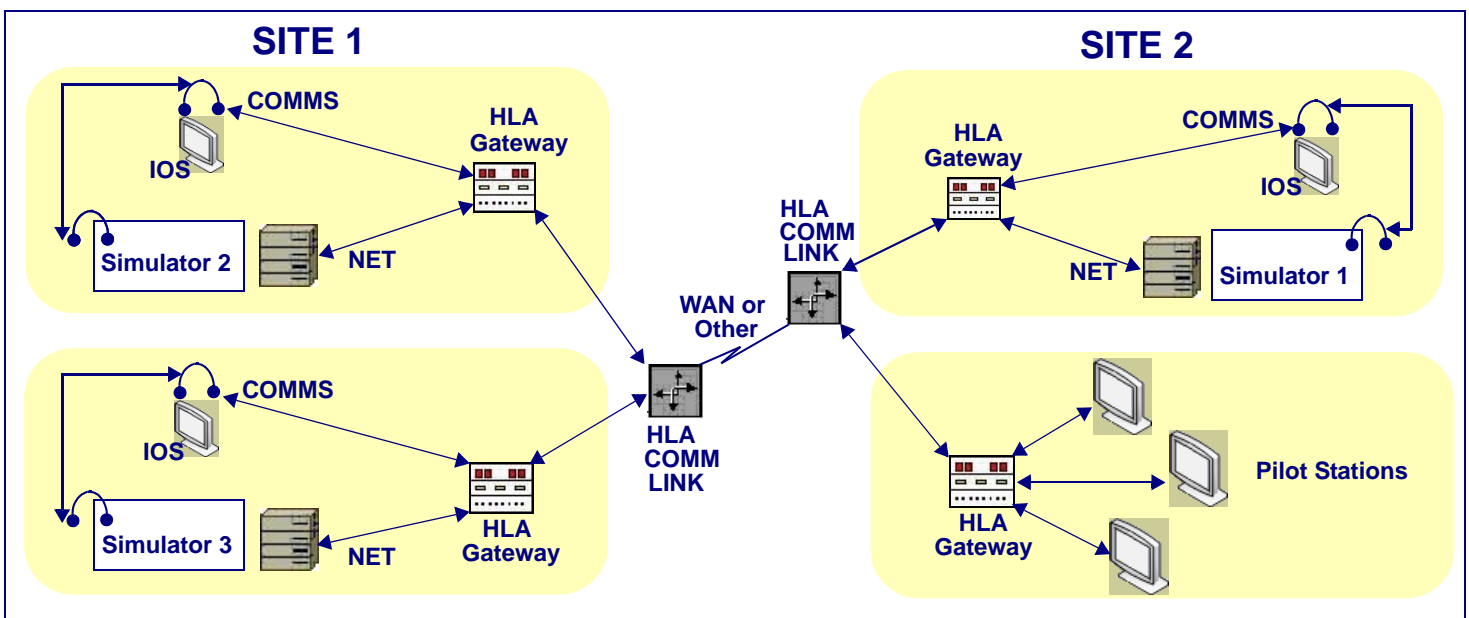 SITE 1
COMMS
HLA
Gateway
IOS
Simulator 2
NET
COMMS
IOS
Simulator 3
NET
HLA
Gateway
HLA
COMM
LINK
WAN or
Other
HLA
COMM
LINK
SITE 2
HLA
Gateway
COMMS
IOS
NET
Simulator 1
HLA
Gateway
Pilot Stations